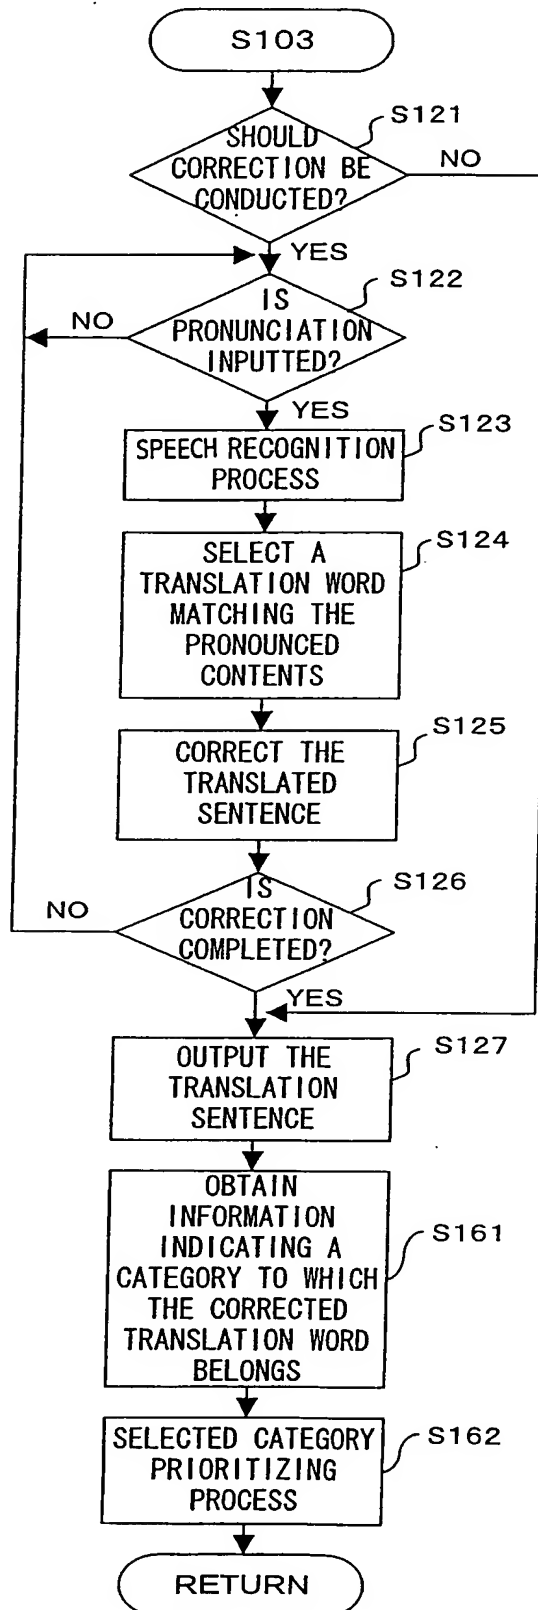 S103
S121
SHOULD
CORRECTION BE
CONDUCTED?
NO
YES
S122
IS
PRONUNCIATION
INPUTTED?
NO
YES
S123
SPEECH RECOGNITION
PROCESS
S124
SELECT A
TRANSLATION WORD
MATCHING THE
PRONOUNCED
CONTENTS
S125
CORRECT THE
TRANSLATED
SENTENCE
S126
IS
CORRECTION
COMPLETED?
NO
YES
S127
OUTPUT THE
TRANSLATION
SENTENCE
S161
OBTAIN
INFORMATION
INDICATING A
CATEGORY TO WHICH
THE CORRECTED
TRANSLATION WORD
BELONGS
S162
SELECTED CATEGORY
PRIORITIZING
PROCESS
RETURN